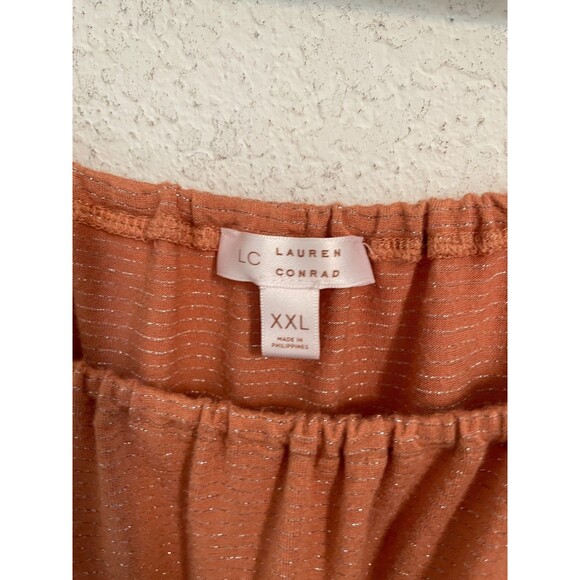 LC LAUREN
CONRAD
XXL
MADE IN
PHILIPPINES